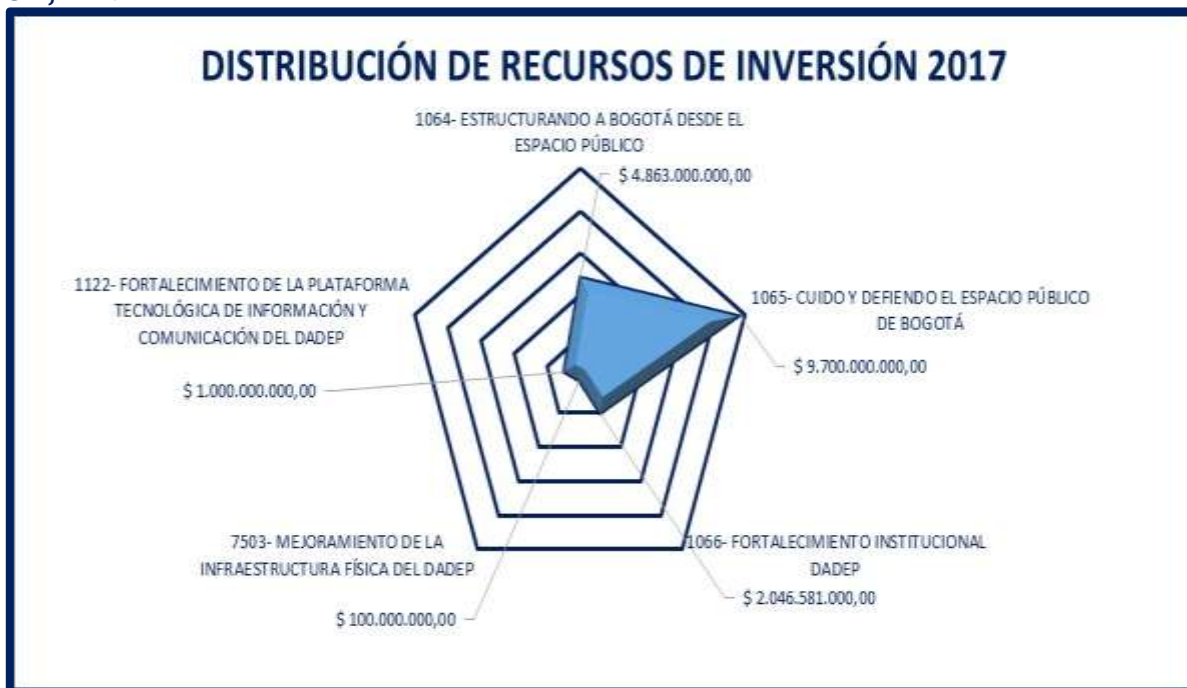 DISTRIBUCIÓN DE RECURSOS DE INVERSIÓN 2017
1064- ESTRUCTURANDO A BOGOTÁ DESDE EL
ESPACIO PÚBLICO
$ 4.863.000.000,00
1065- CUIDO Y DEFIENDO EL ESPACIO PÚBLICO
DE BOGOTÁ
$ 9.700.000.000,00
1066- FORTALECIMIENTO INSTITUCIONAL
DADEP
$ 2.046.581.000,00
7503- MEJORAMIENTO DE LA
INFRAESTRUCTURA FÍSICA DEL DADEP
$ 100.000.000,00
1122- FORTALECIMIENTO DE LA PLATAFORMA
TECNOLÓGICA DE INFORMACIÓN Y
COMUNICACIÓN DEL DADEP
$ 1.000.000.000,00